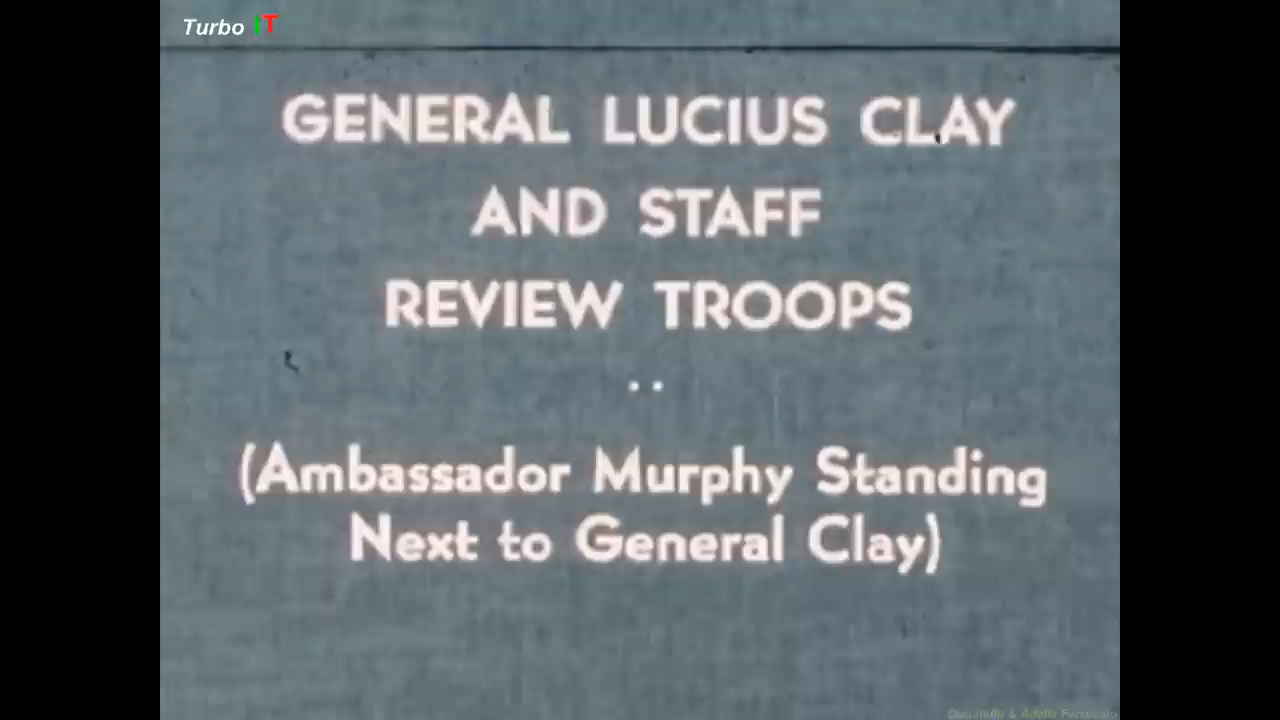 Turbo IT
GENERAL LUCIUS CLAY
AND STAFF
REVIEW TROOPS
..
(Ambassador Murphy Standing
Next to General Clay)